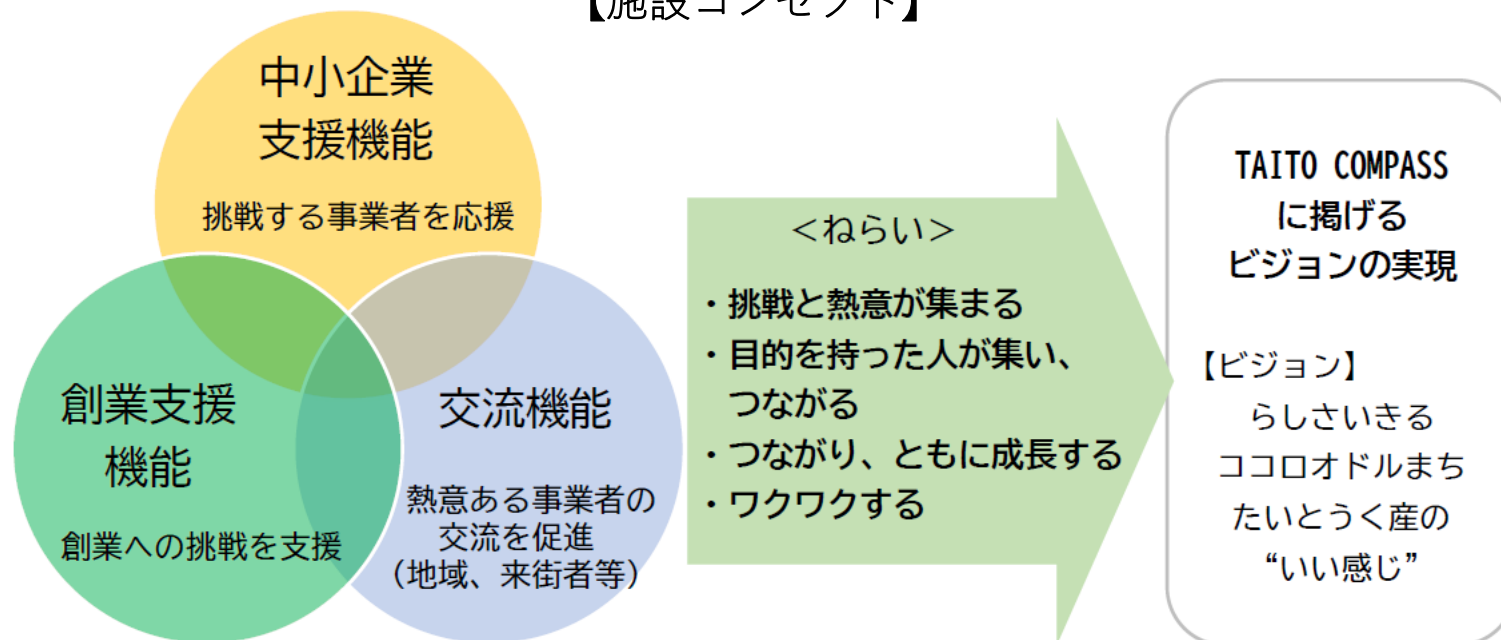 【施設コンセプト】
中小企業
支援機能
挑戦する事業者を応援
創業支援
機能
創業への挑戦を支援
交流機能
熱意ある事業者の
交流を促進
（地域、来街者等）
＜ねらい＞
・挑戦と熱意が集まる
・目的を持った人が集い、
つながる
・つながり、ともに成長する
・ワクワクする
TAITO COMPASS
に掲げる
ビジョンの実現
【ビジョン】
らしさいきる
ココロオドルまち
たいとうく産の
“いい感じ”